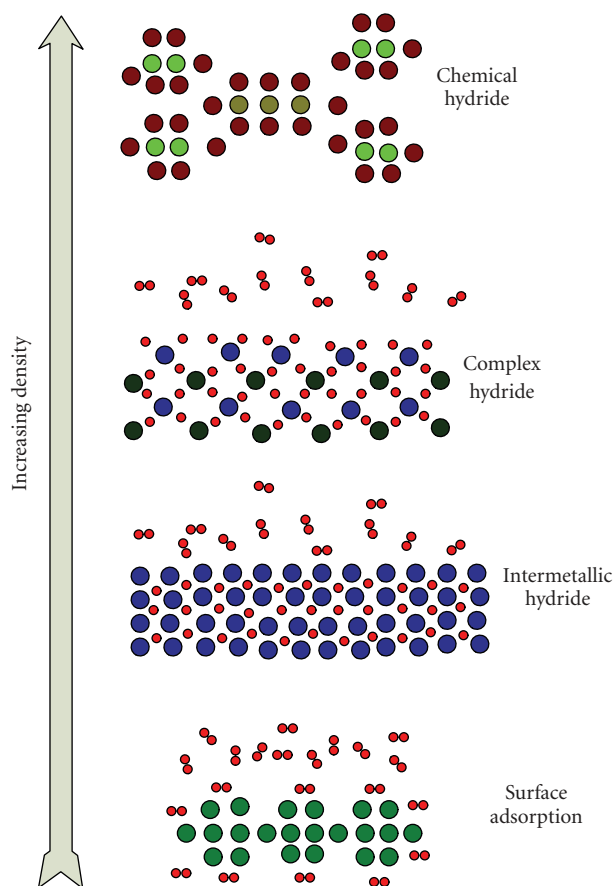 Chemical
hydride
Complex
hydride
Increasing density
Intermetallic
hydride
Surface
adsorption